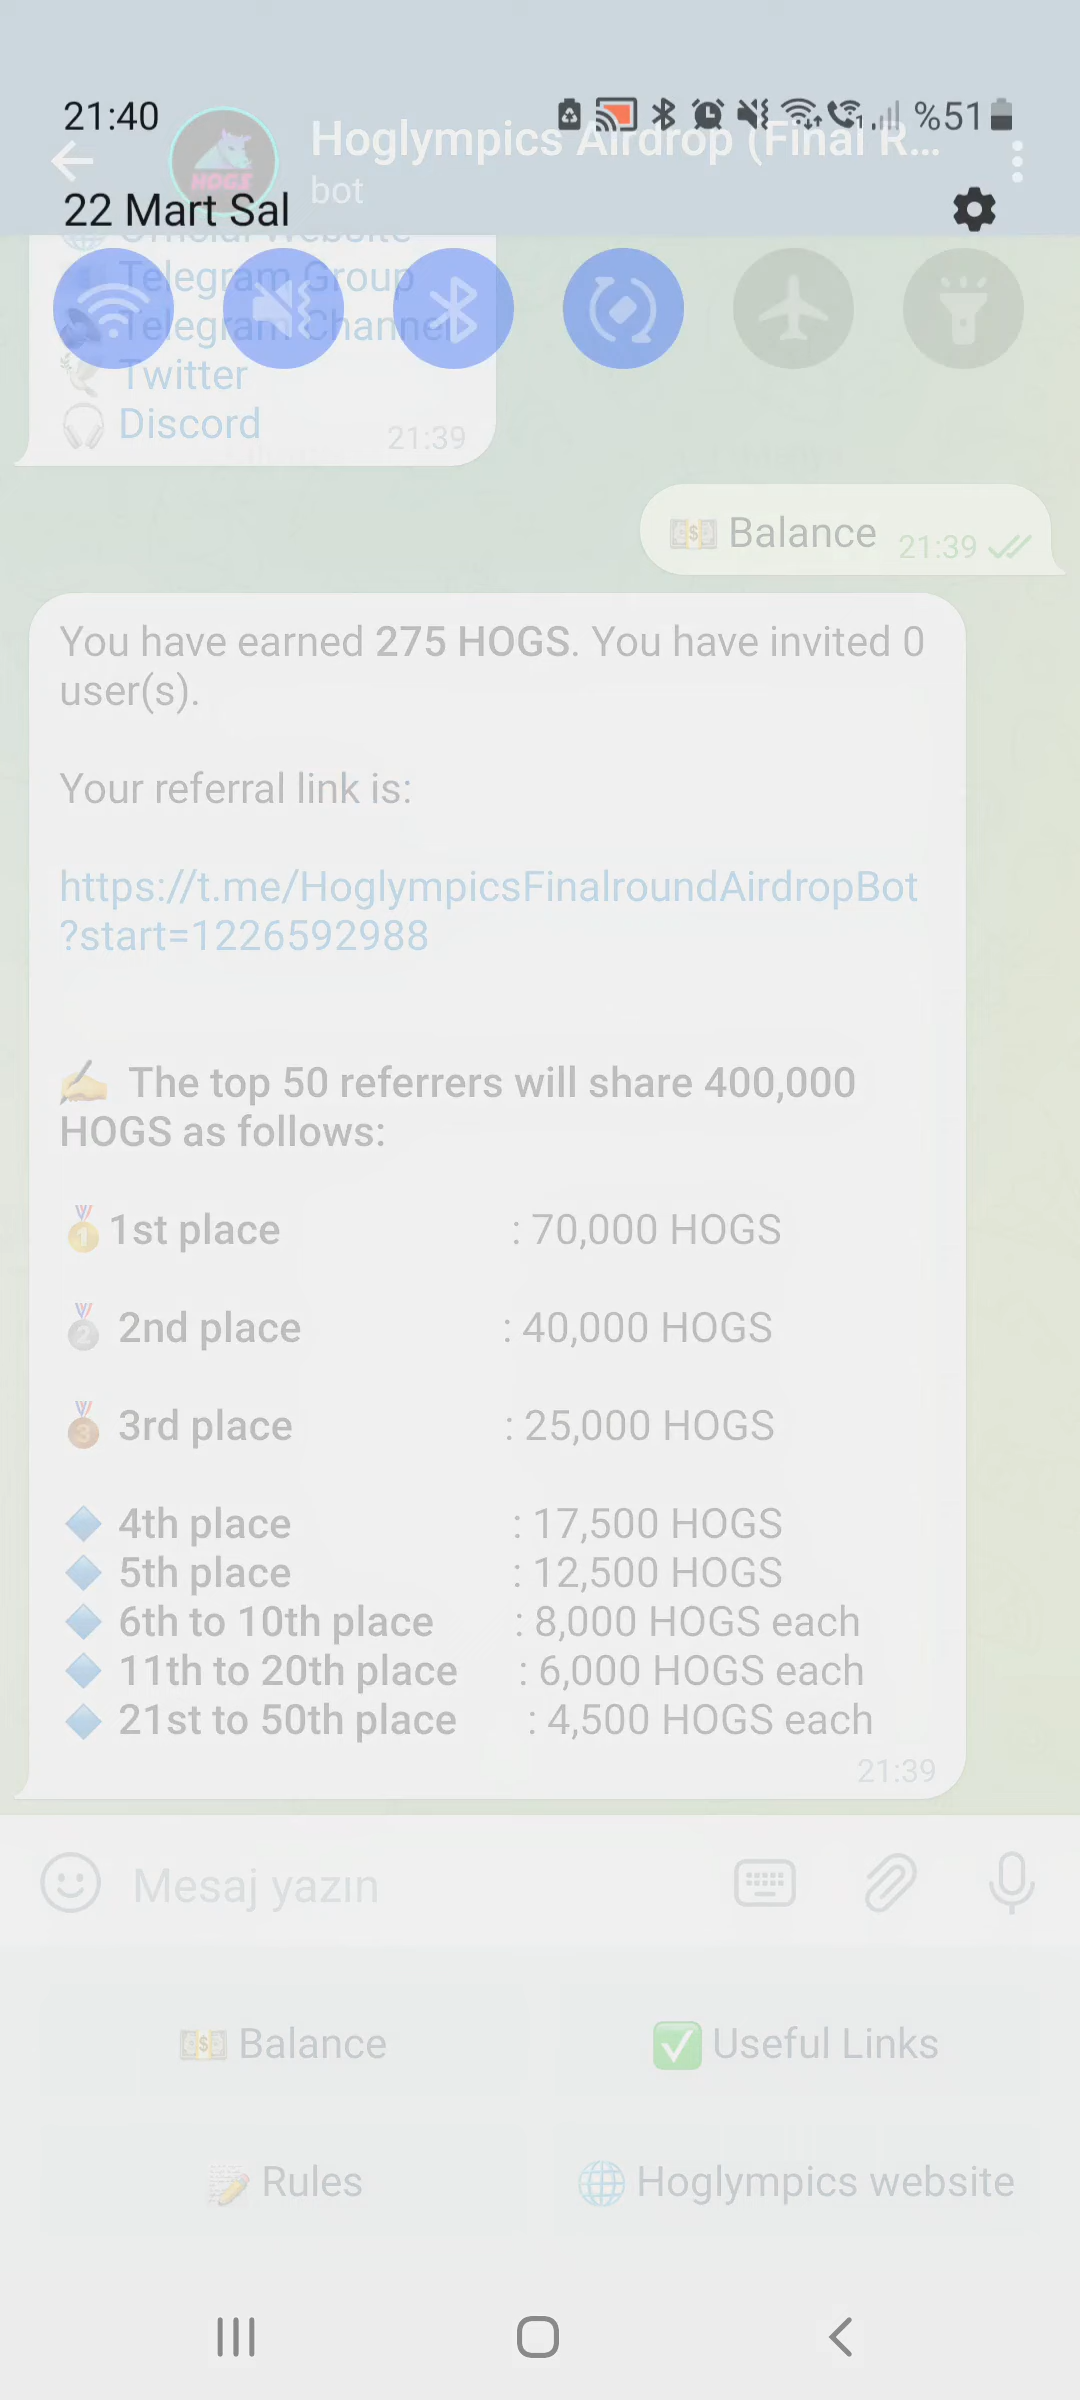 21:40
%51
Hoglympics Airdrop (Final R...
bot
HOGS
22 Mart Sal
Official Website
Telegram Group
Telegram Channel
Twitter
Discord
21:39
💵 Balance 21:39
You have earned 275 HOGS. You have invited 0
user(s).
Your referral link is:
https://t.me/HoglympicsFinalroundAirdropBot
?start=1226592988
✍ The top 50 referrers will share 400,000
HOGS as follows:
🥇1st place : 70,000 HOGS
🥈 2nd place : 40,000 HOGS
🥉 3rd place : 25,000 HOGS
🔷 4th place : 17,500 HOGS
🔷 5th place : 12,500 HOGS
🔷 6th to 10th place : 8,000 HOGS each
🔷 11th to 20th place : 6,000 HOGS each
🔷 21st to 50th place : 4,500 HOGS each
21:39
Mesaj yazın
💵 Balance
✅ Useful Links
📝 Rules
🌐 Hoglympics website